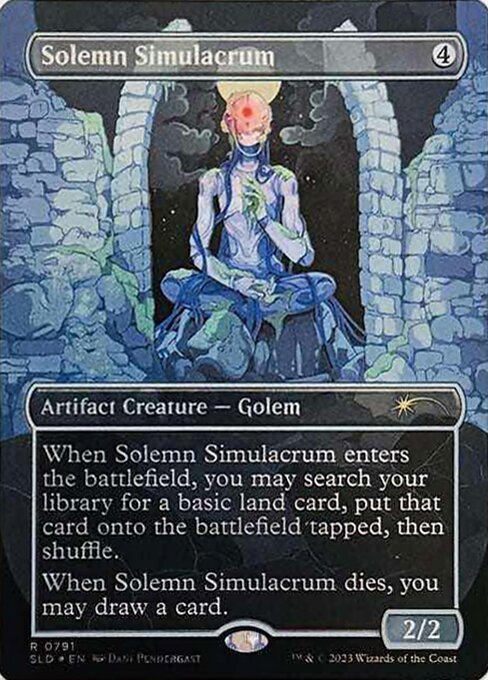 Solemn Simulacrum 4
Artifact Creature — Golem
When Solemn Simulacrum enters
the battlefield, you may search your
library for a basic land card, put that
card onto the battlefield tapped, then
shuffle.
When Solemn Simulacrum dies, you
may draw a card.
2/2
R 0791
SLD ★ EN Dani Pendergast
™ & © 2023 Wizards of the Coast